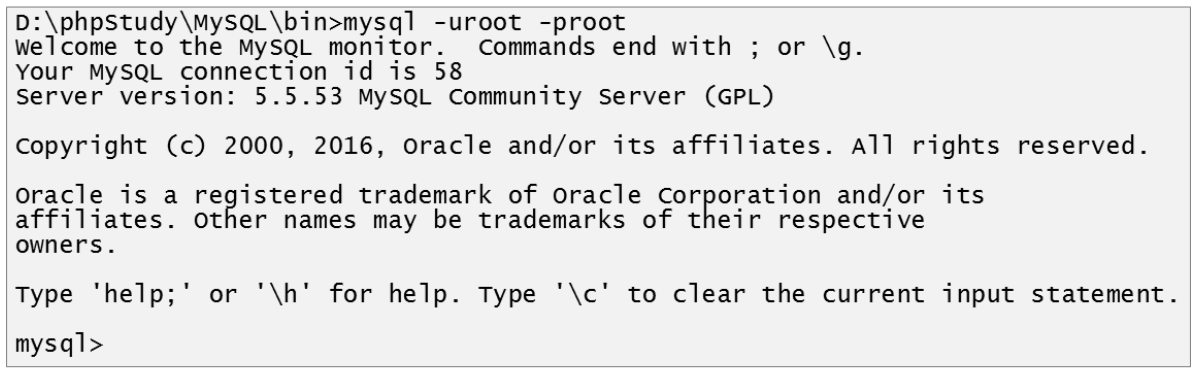 D:\phpStudy\MySQL\bin>mysql -uroot -proot
Welcome to the MySQL monitor.  Commands end with ; or \g.
Your MySQL connection id is 58
Server version: 5.5.53 MySQL Community Server (GPL)
Copyright (c) 2000, 2016, Oracle and/or its affiliates. All rights reserved.
Oracle is a registered trademark of Oracle Corporation and/or its
affiliates. Other names may be trademarks of their respective
owners.
Type 'help;' or '\h' for help. Type '\c' to clear the current input statement.
mysql>